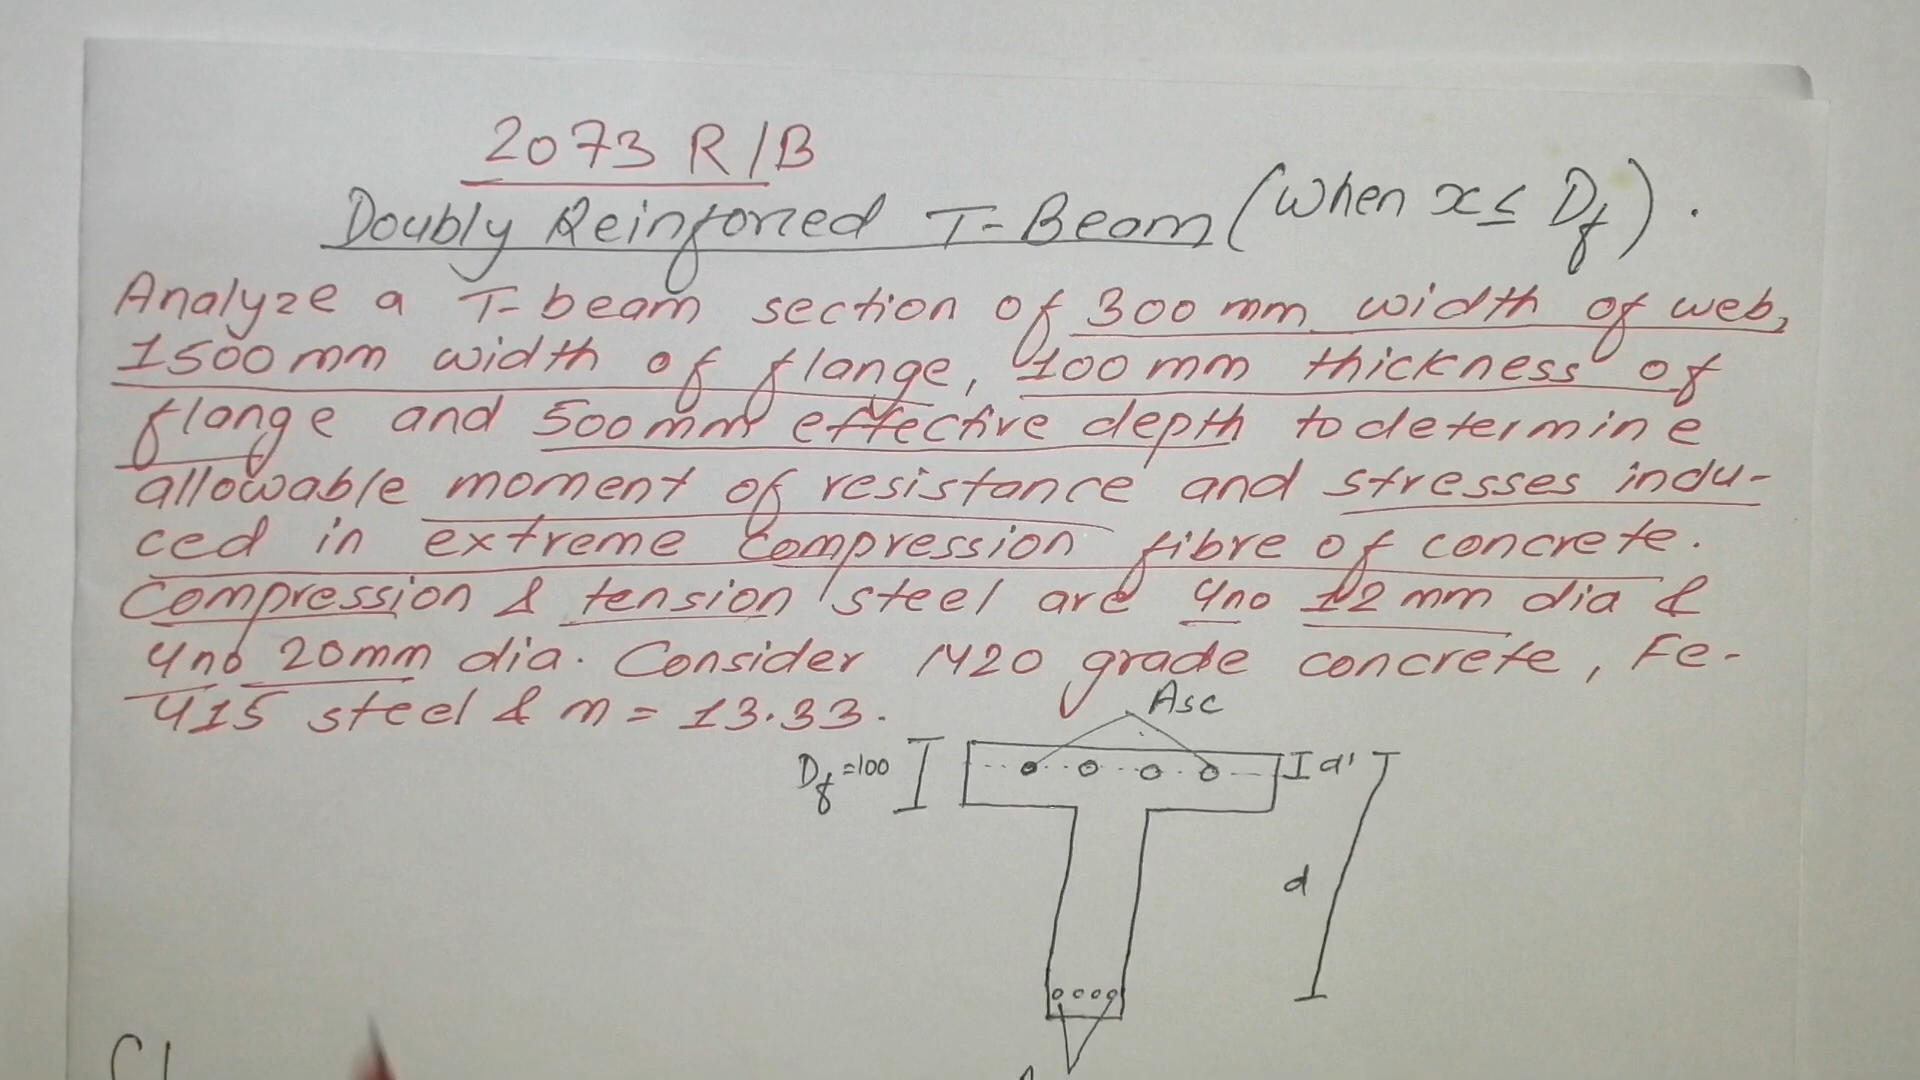 2073 R/B
Doubly Reinforced T-Beam (when x ≤ Df).
Analyze a T-beam section of 300 mm width of web,
1500 mm width of flange, 100 mm thickness of
flange and 500 mm effective depth to determine
allowable moment of resistance and stresses indu-
ced in extreme compression fibre of concrete.
Compression & tension steel are 4no 12 mm dia &
4no 20mm dia. Consider M20 grade concrete, Fe-
415 steel & m = 13.33.
Asc
Df=100
d'
d